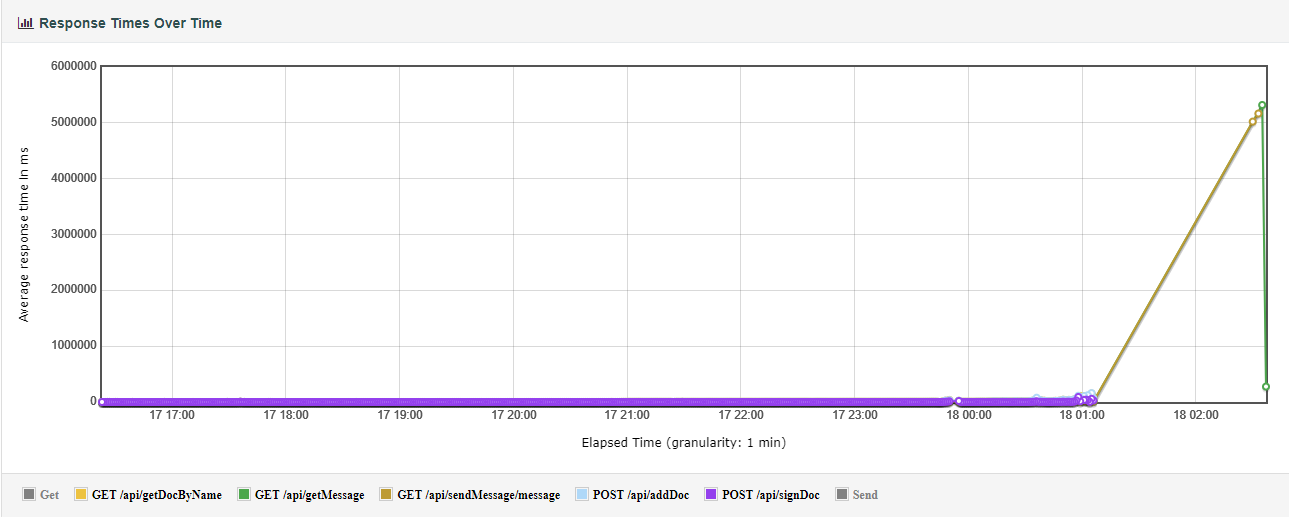 Response Times Over Time
6000000
5000000
4000000
3000000
2000000
1000000
0
Average response time in ms
17 17:00 17 18:00 17 19:00 17 20:00 17 21:00 17 22:00 17 23:00 18 00:00 18 01:00 18 02:00
Elapsed Time (granularity: 1 min)
Get GET /api/getDocByName GET /api/getMessage GET /api/sendMessage/message POST /api/addDoc POST /api/signDoc Send